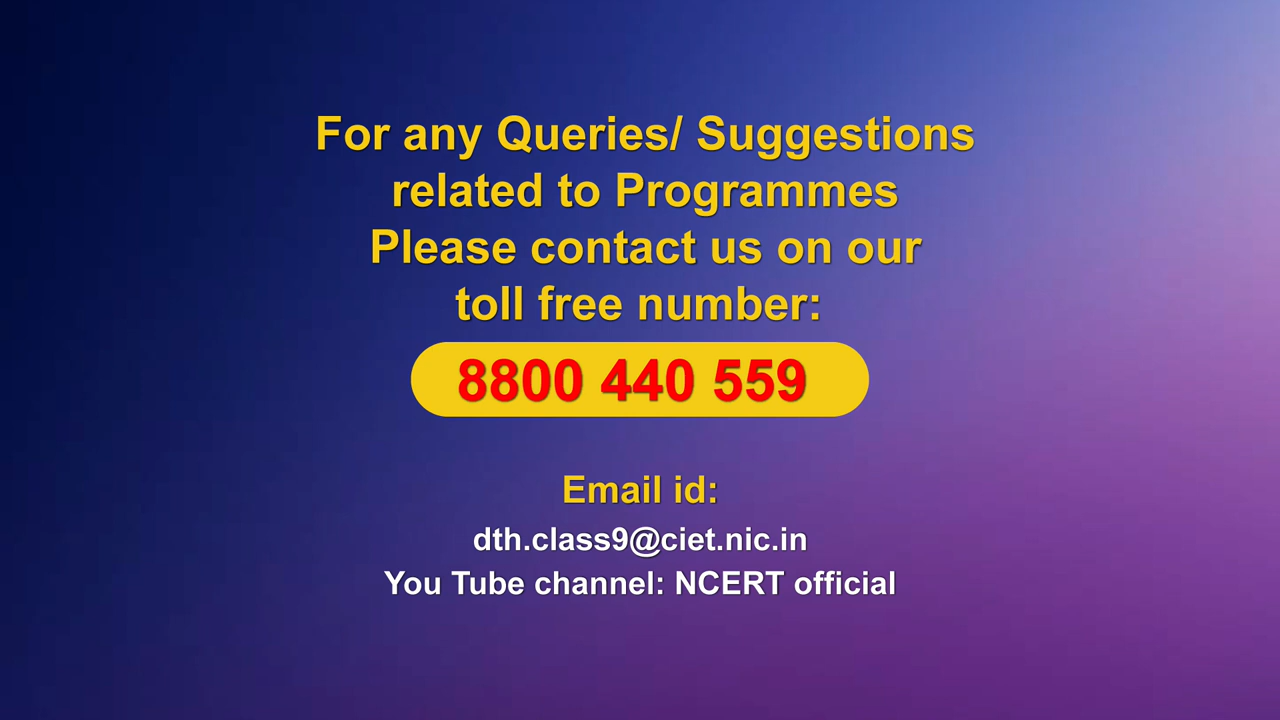 For any Queries/ Suggestions
related to Programmes
Please contact us on our
toll free number:
8800 440 559
Email id:
dth.class9@ciet.nic.in
You Tube channel: NCERT official